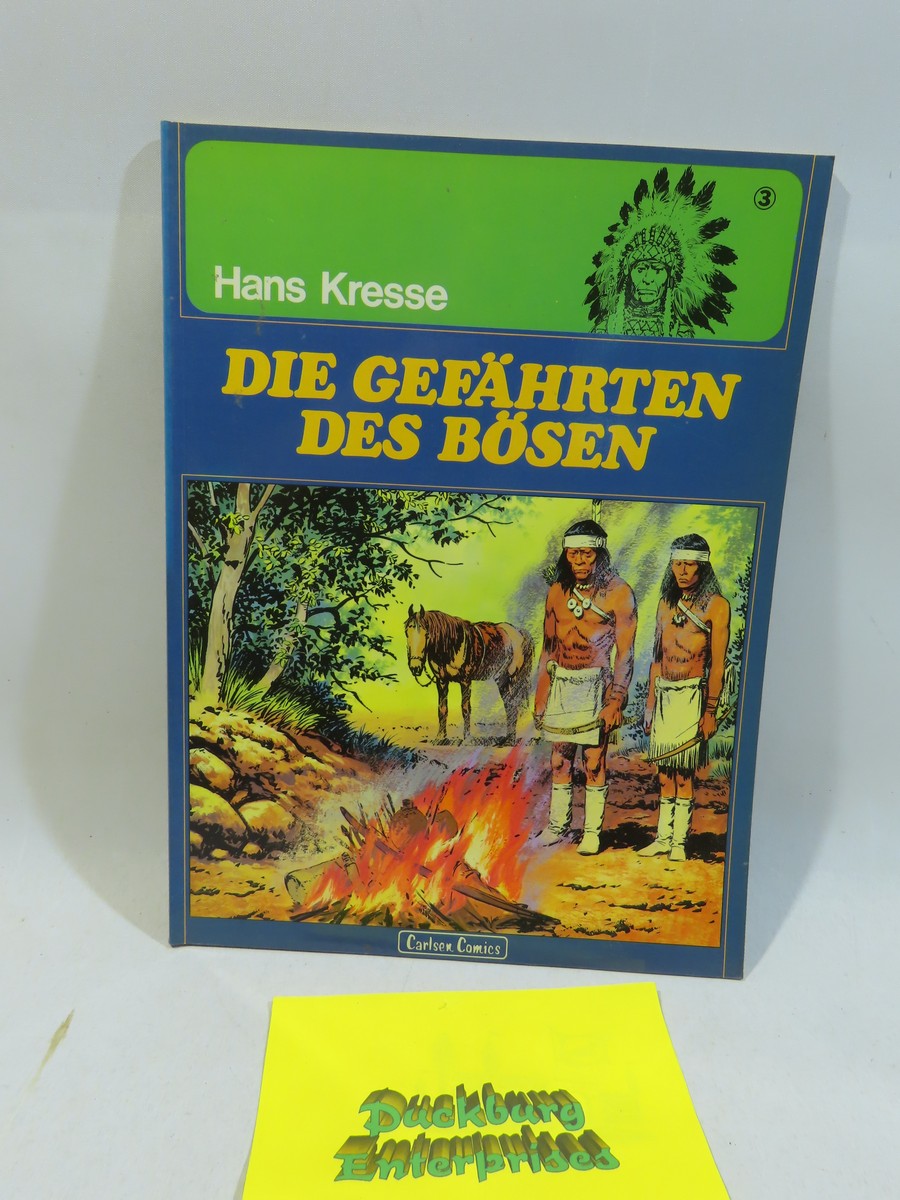 ③
Hans Kresse
DIE GEFÄHRTEN
DES BÖSEN
Carlsen Comics
Duckburg
Enterprises